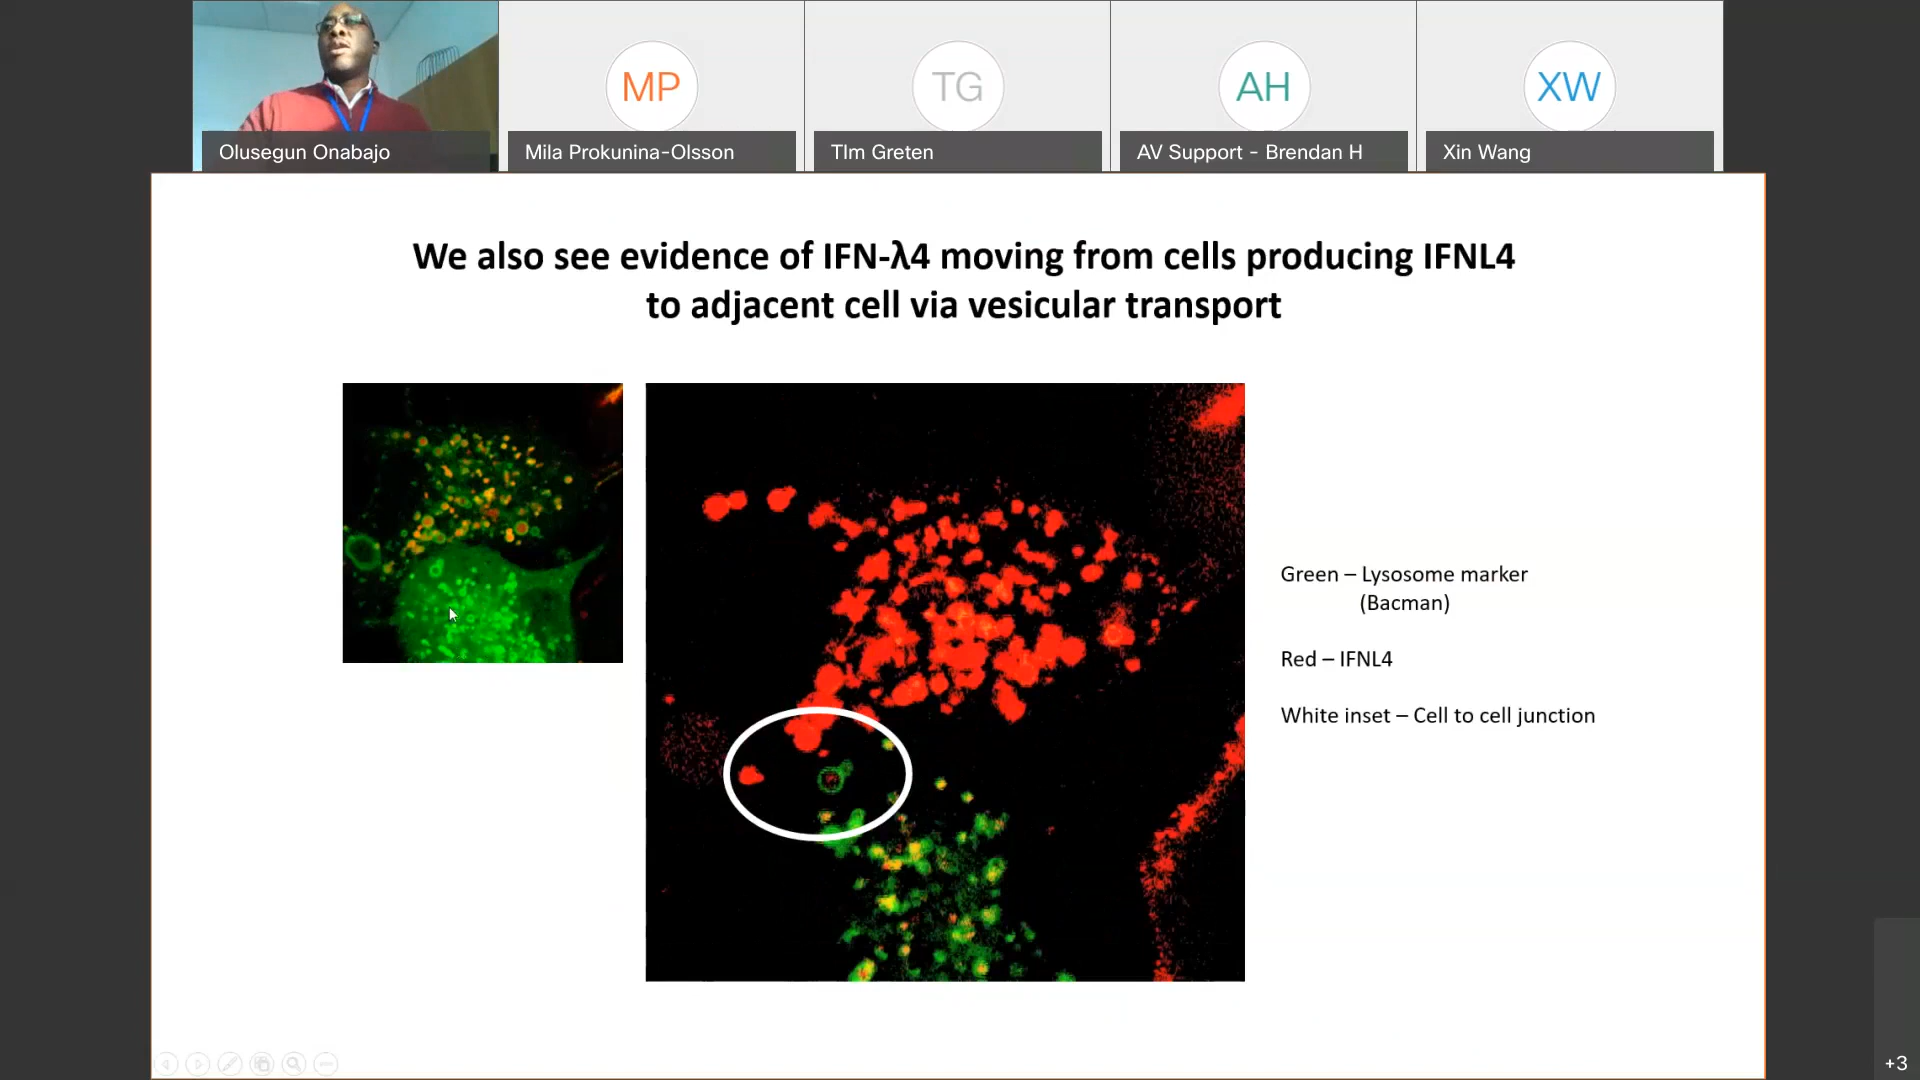 MP
TG
AH
XW
Olusegun Onabajo
Mila Prokunina-Olsson
TIm Greten
AV Support - Brendan H
Xin Wang
We also see evidence of IFN-λ4 moving from cells producing IFNL4
to adjacent cell via vesicular transport
Green – Lysosome marker
(Bacman)
Red – IFNL4
White inset – Cell to cell junction
+3